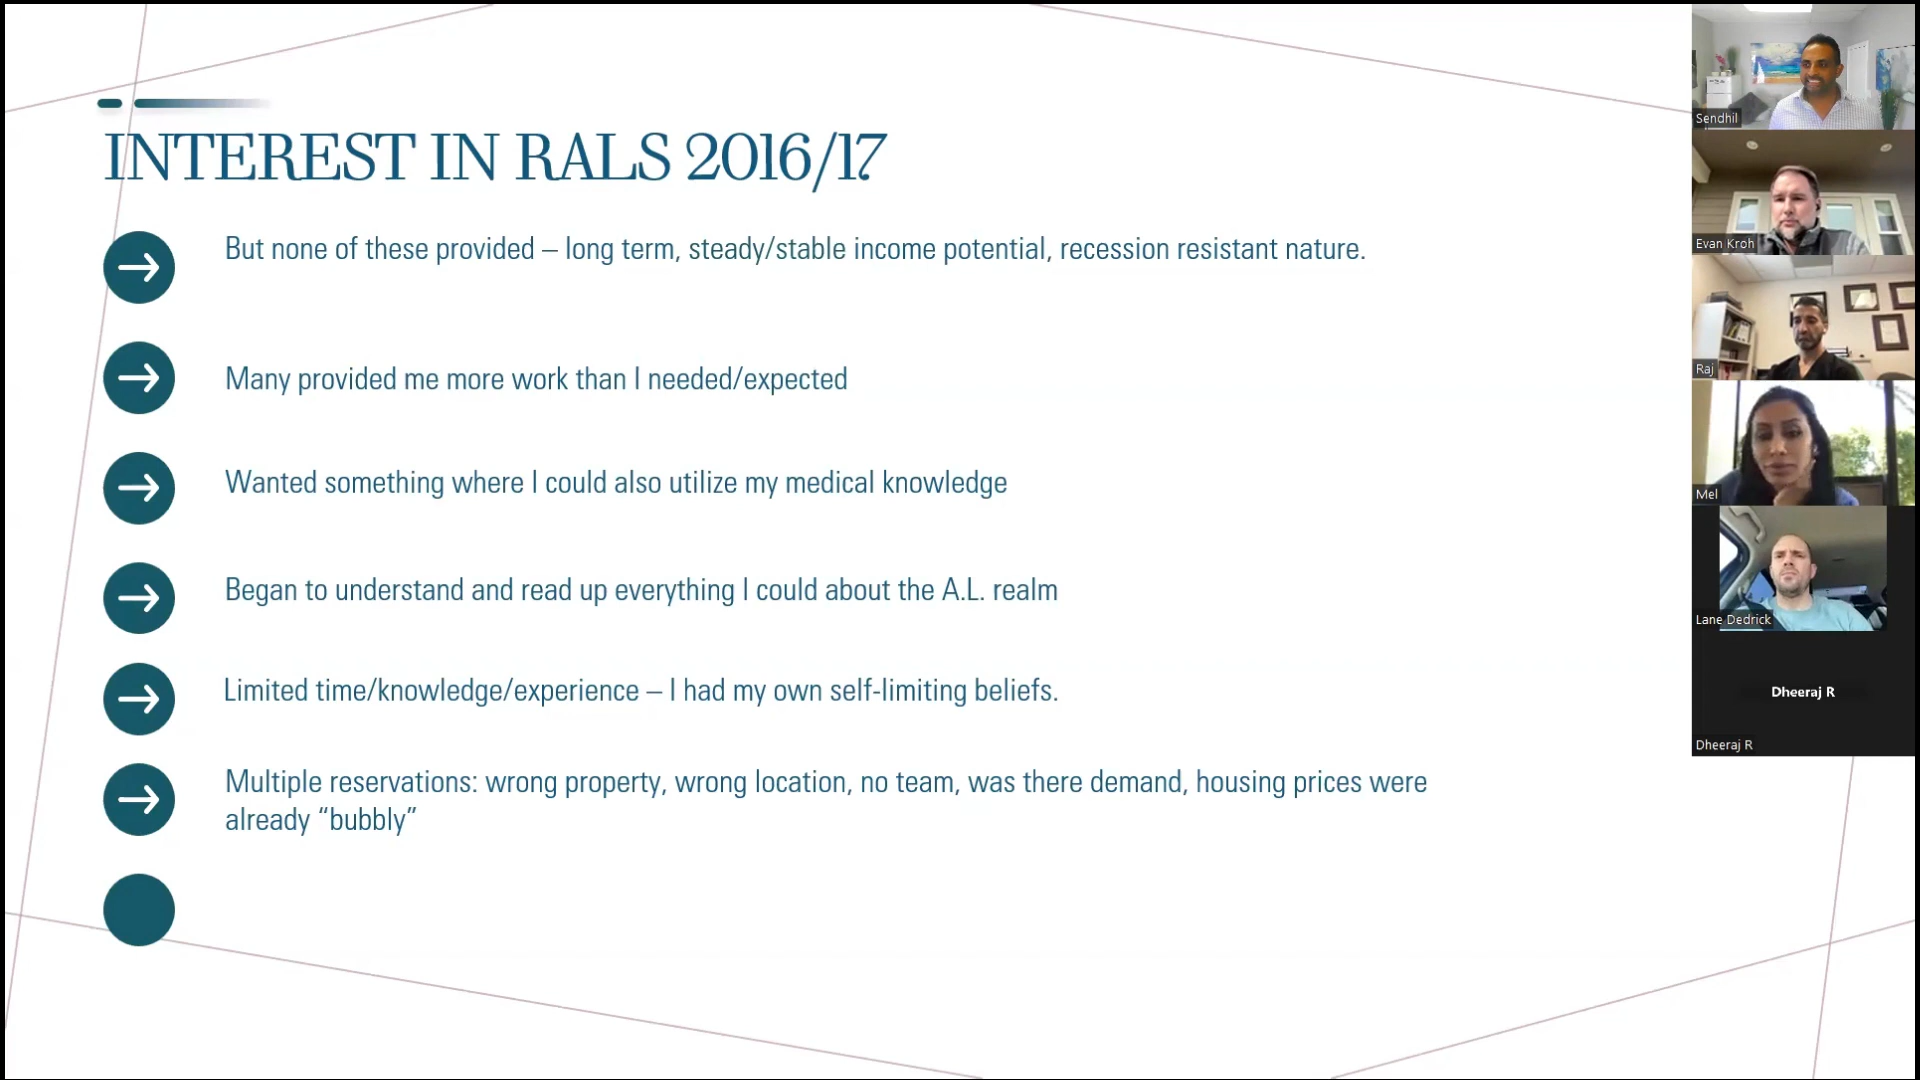 INTEREST IN RALS 2016/17
But none of these provided – long term, steady/stable income potential, recession resistant nature.
Many provided me more work than I needed/expected
Wanted something where I could also utilize my medical knowledge
Began to understand and read up everything I could about the A.L. realm
Limited time/knowledge/experience – I had my own self-limiting beliefs.
Multiple reservations: wrong property, wrong location, no team, was there demand, housing prices were
already “bubbly”
Sendhil
Evan Kroh
Raj
Mel
Lane Dedrick
Dheeraj R
Dheeraj R